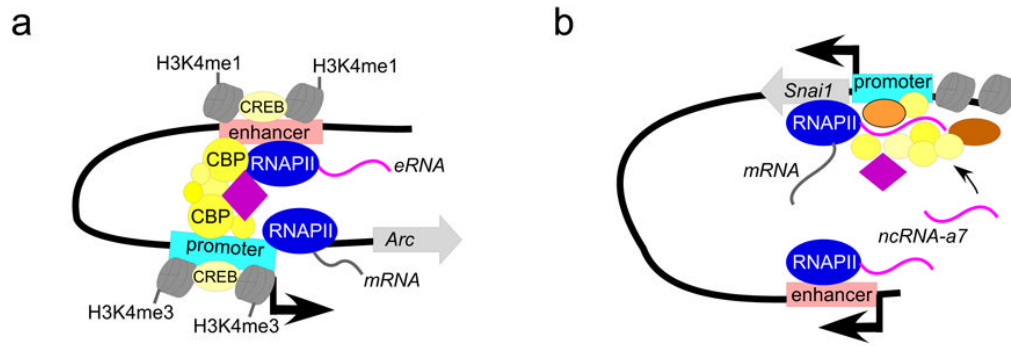 a
H3K4me1
H3K4me1
CREB
enhancer
CBP
RNAPII
eRNA
CBP
RNAPII
promoter
Arc
CREB
mRNA
H3K4me3
H3K4me3
b
Snai1
promoter
RNAPII
mRNA
ncRNA-a7
RNAPII
enhancer